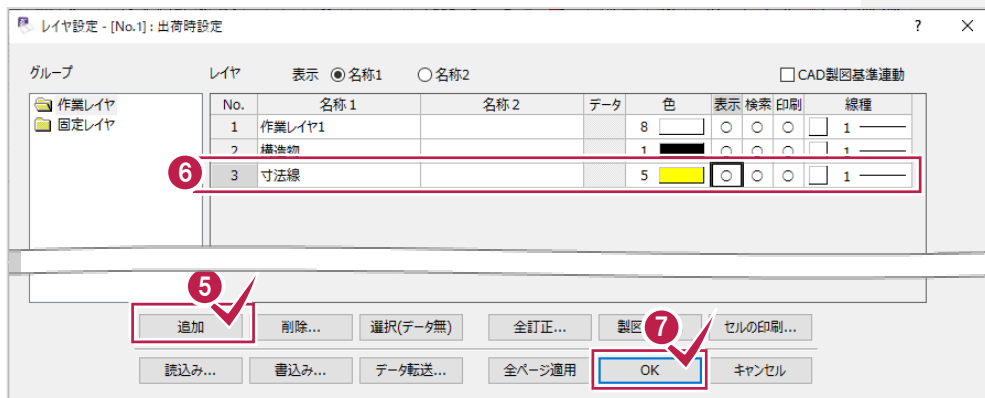 レイヤ設定 - [No.1] : 出荷時設定 ? ×
グループ レイヤ 表示 名称1 名称2 CAD製図基準連動
作業レイヤ
固定レイヤ
No. 名称 1 名称 2 データ 色 表示 検索 印刷 線種
1 作業レイヤ1 8 ○ ○ ○ 1
2 構造物 1 1
6 3 寸法線 5 ○ ○ ○ 1
5
追加 削除... 選択(データ無) 全訂正... 製図 7 セルの印刷...
読込み... 書込み... データ転送... 全ページ適用 OK キャンセル